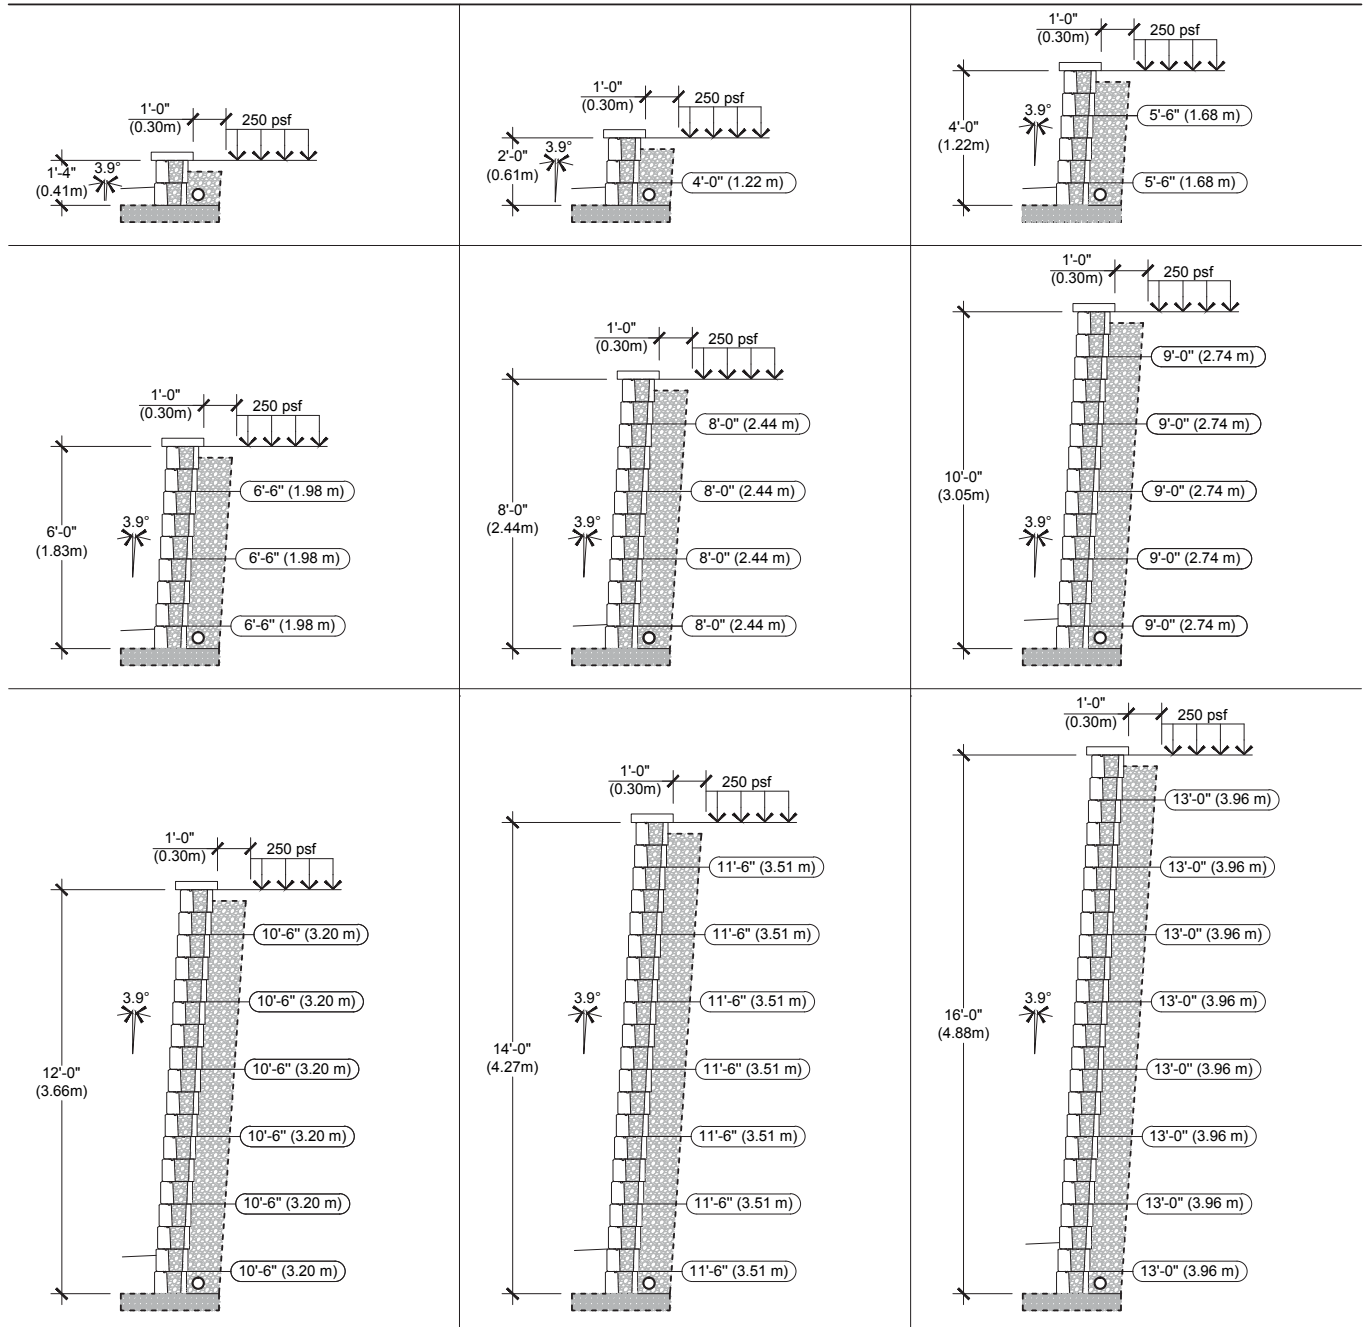 1'-0"
(0.30m)
250 psf
1'-4"
(0.41m)
3.9°
1'-0"
(0.30m)
250 psf
2'-0"
(0.61m)
3.9°
4'-0" (1.22 m)
1'-0"
(0.30m)
250 psf
4'-0"
(1.22m)
3.9°
5'-6" (1.68 m)
5'-6" (1.68 m)
1'-0"
(0.30m)
250 psf
6'-0"
(1.83m)
3.9°
6'-6" (1.98 m)
6'-6" (1.98 m)
6'-6" (1.98 m)
1'-0"
(0.30m)
250 psf
8'-0"
(2.44m)
3.9°
8'-0" (2.44 m)
8'-0" (2.44 m)
8'-0" (2.44 m)
8'-0" (2.44 m)
1'-0"
(0.30m)
250 psf
10'-0"
(3.05m)
3.9°
9'-0" (2.74 m)
9'-0" (2.74 m)
9'-0" (2.74 m)
9'-0" (2.74 m)
9'-0" (2.74 m)
1'-0"
(0.30m)
250 psf
12'-0"
(3.66m)
3.9°
10'-6" (3.20 m)
10'-6" (3.20 m)
10'-6" (3.20 m)
10'-6" (3.20 m)
10'-6" (3.20 m)
10'-6" (3.20 m)
1'-0"
(0.30m)
250 psf
14'-0"
(4.27m)
3.9°
11'-6" (3.51 m)
11'-6" (3.51 m)
11'-6" (3.51 m)
11'-6" (3.51 m)
11'-6" (3.51 m)
11'-6" (3.51 m)
11'-6" (3.51 m)
1'-0"
(0.30m)
250 psf
16'-0"
(4.88m)
3.9°
13'-0" (3.96 m)
13'-0" (3.96 m)
13'-0" (3.96 m)
13'-0" (3.96 m)
13'-0" (3.96 m)
13'-0" (3.96 m)
13'-0" (3.96 m)
13'-0" (3.96 m)